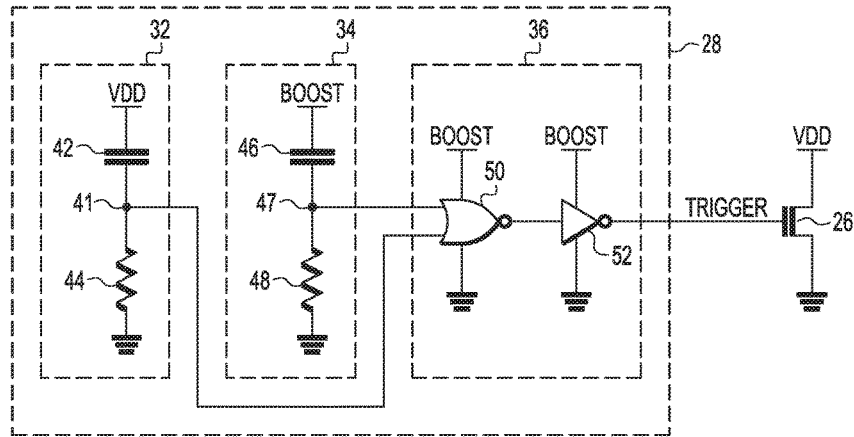 32
34
36
28
VDD
BOOST
42
46
BOOST
BOOST
VDD
50
41
47
TRIGGER
26
44
48
52